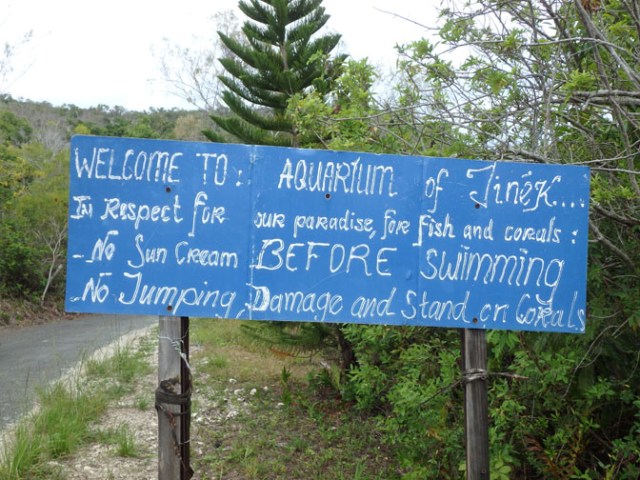 WELCOME TO: AQUARIUM of JinéK...
In Respect for our paradise, for fish and corals:
- No Sun Cream BEFORE swimming
- No Jumping, Damage and Stand on Corals